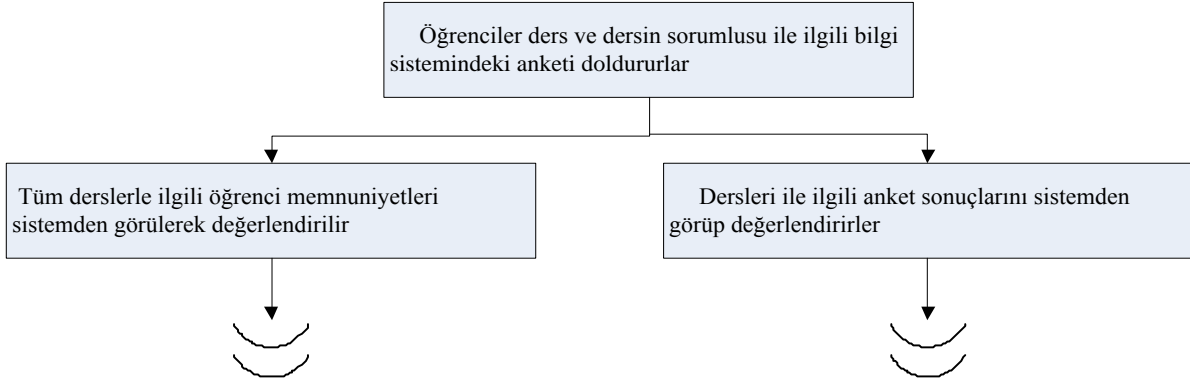 Öğrenciler ders ve dersin sorumlusu ile ilgili bilgi
sistemindeki anketi doldururlar
Tüm derslerle ilgili öğrenci memnuniyetleri
sistemden görülerek değerlendirilir
Dersleri ile ilgili anket sonuçlarını sistemden
görüp değerlendirirler